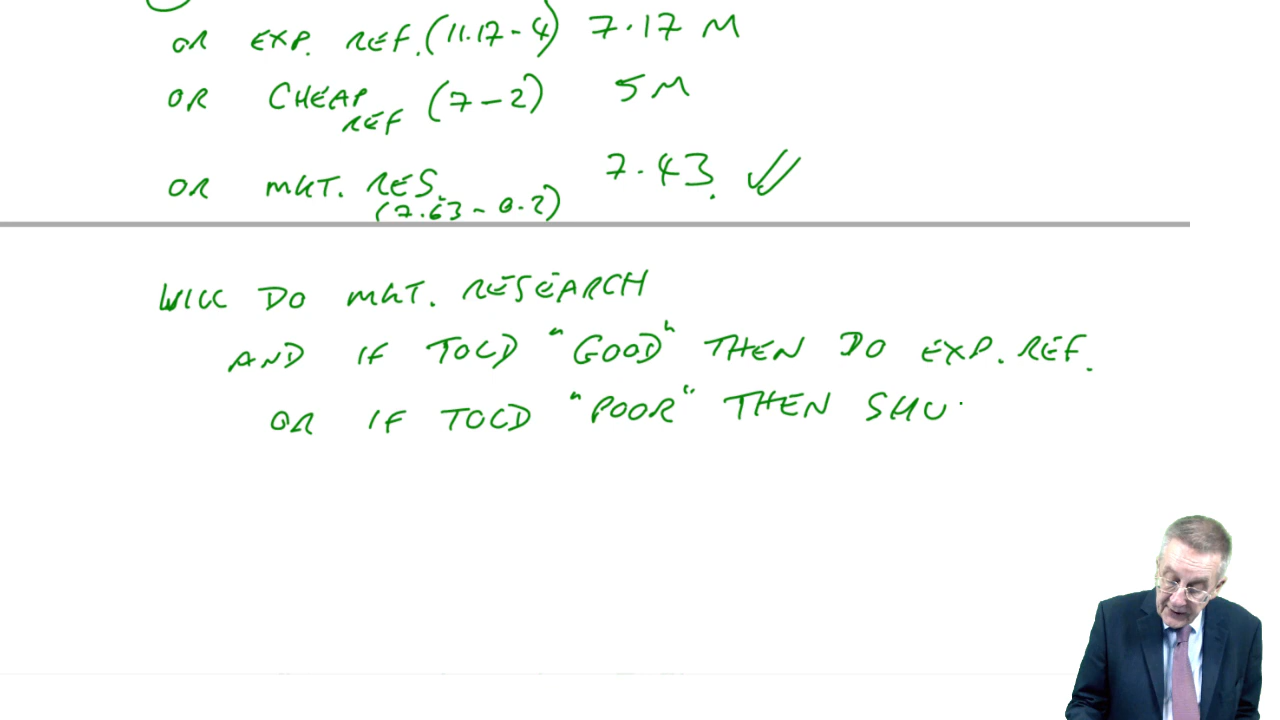 OR EXP. REF. (11.17 - 4) 7.17 M
OR CHEAP REF (7 - 2) 5 M
OR MKT. RES. (7.63 - 0.2) 7.43 ✓✓
WILL DO MKT. RESEARCH
AND IF TOLD "GOOD" THEN DO EXP. REF.
OR IF TOLD "POOR" THEN SHU